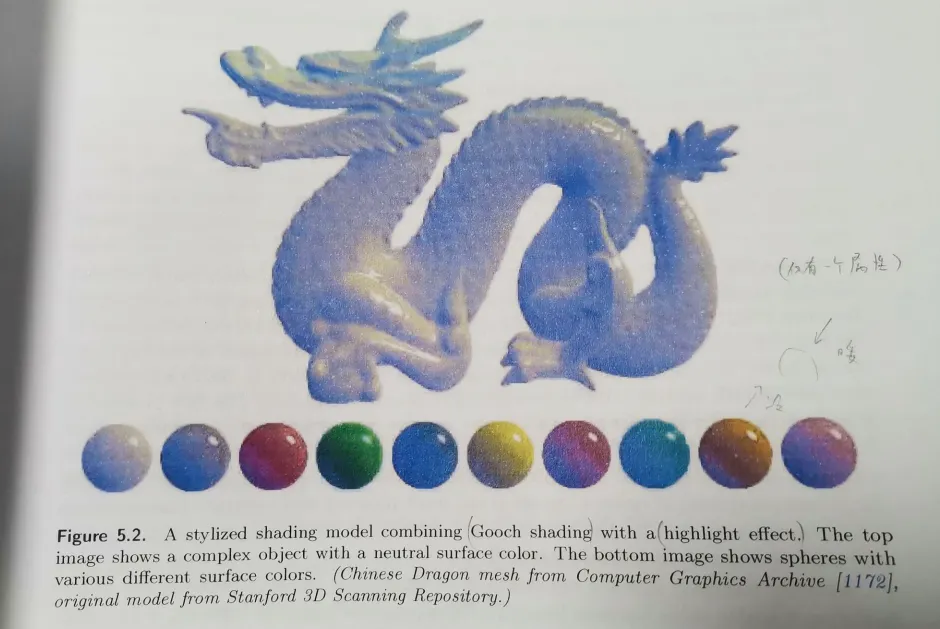 (仅有一个属性)
暖
冷
Figure 5.2. A stylized shading model combining (Gooch shading) with a (highlight effect.) The top
image shows a complex object with a neutral surface color. The bottom image shows spheres with
various different surface colors. (Chinese Dragon mesh from Computer Graphics Archive [1172],
original model from Stanford 3D Scanning Repository.)